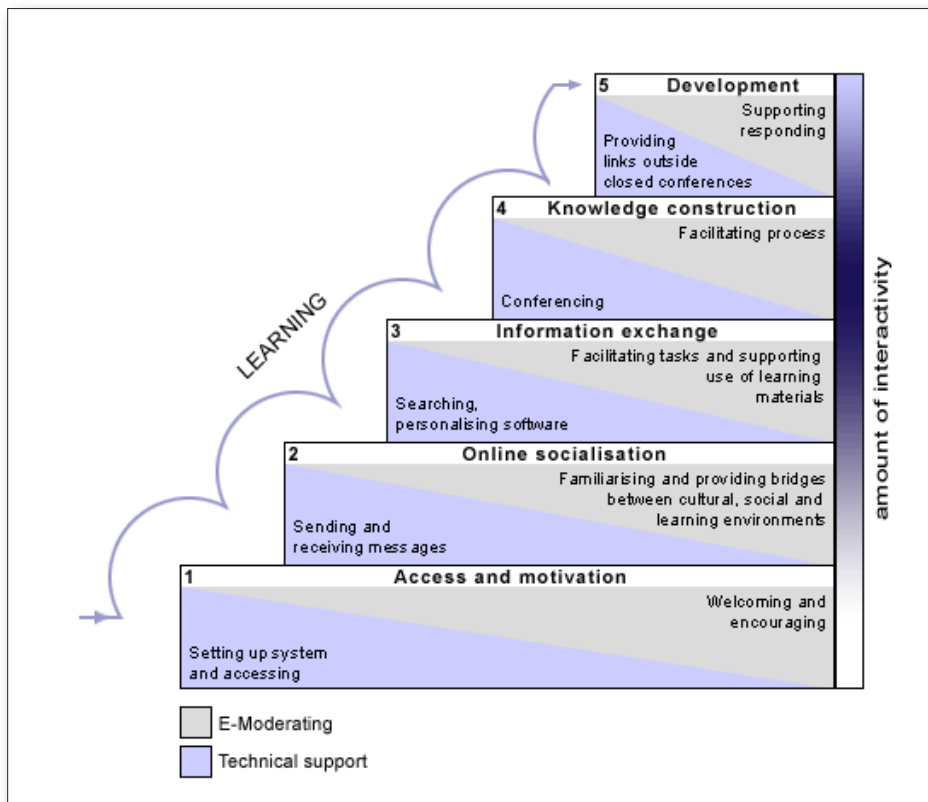 5 Development
Supporting
responding
Providing
links outside
closed conferences
4 Knowledge construction
Facilitating process
Conferencing
3 Information exchange
Facilitating tasks and supporting
use of learning
materials
Searching,
personalising software
2 Online socialisation
Familiarising and providing bridges
between cultural, social and
learning environments
Sending and
receiving messages
1 Access and motivation
Welcoming and
encouraging
Setting up system
and accessing
LEARNING
amount of interactivity
E-Moderating
Technical support